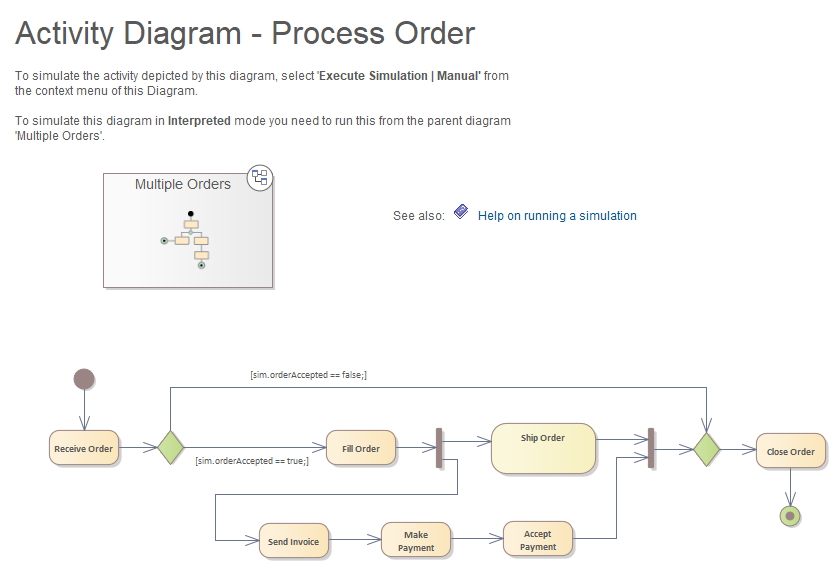 Activity Diagram - Process Order
To simulate the activity depicted by this diagram, select 'Execute Simulation | Manual' from
the context menu of this Diagram.
To simulate this diagram in Interpreted mode you need to run this from the parent diagram
'Multiple Orders'.
Multiple Orders
See also: Help on running a simulation
[sim.orderAccepted == false;]
Receive Order
[sim.orderAccepted == true;]
Fill Order
Ship Order
Close Order
Send Invoice
Make
Payment
Accept
Payment